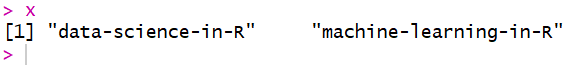 > x
[1] "data-science-in-R"     "machine-learning-in-R"
>